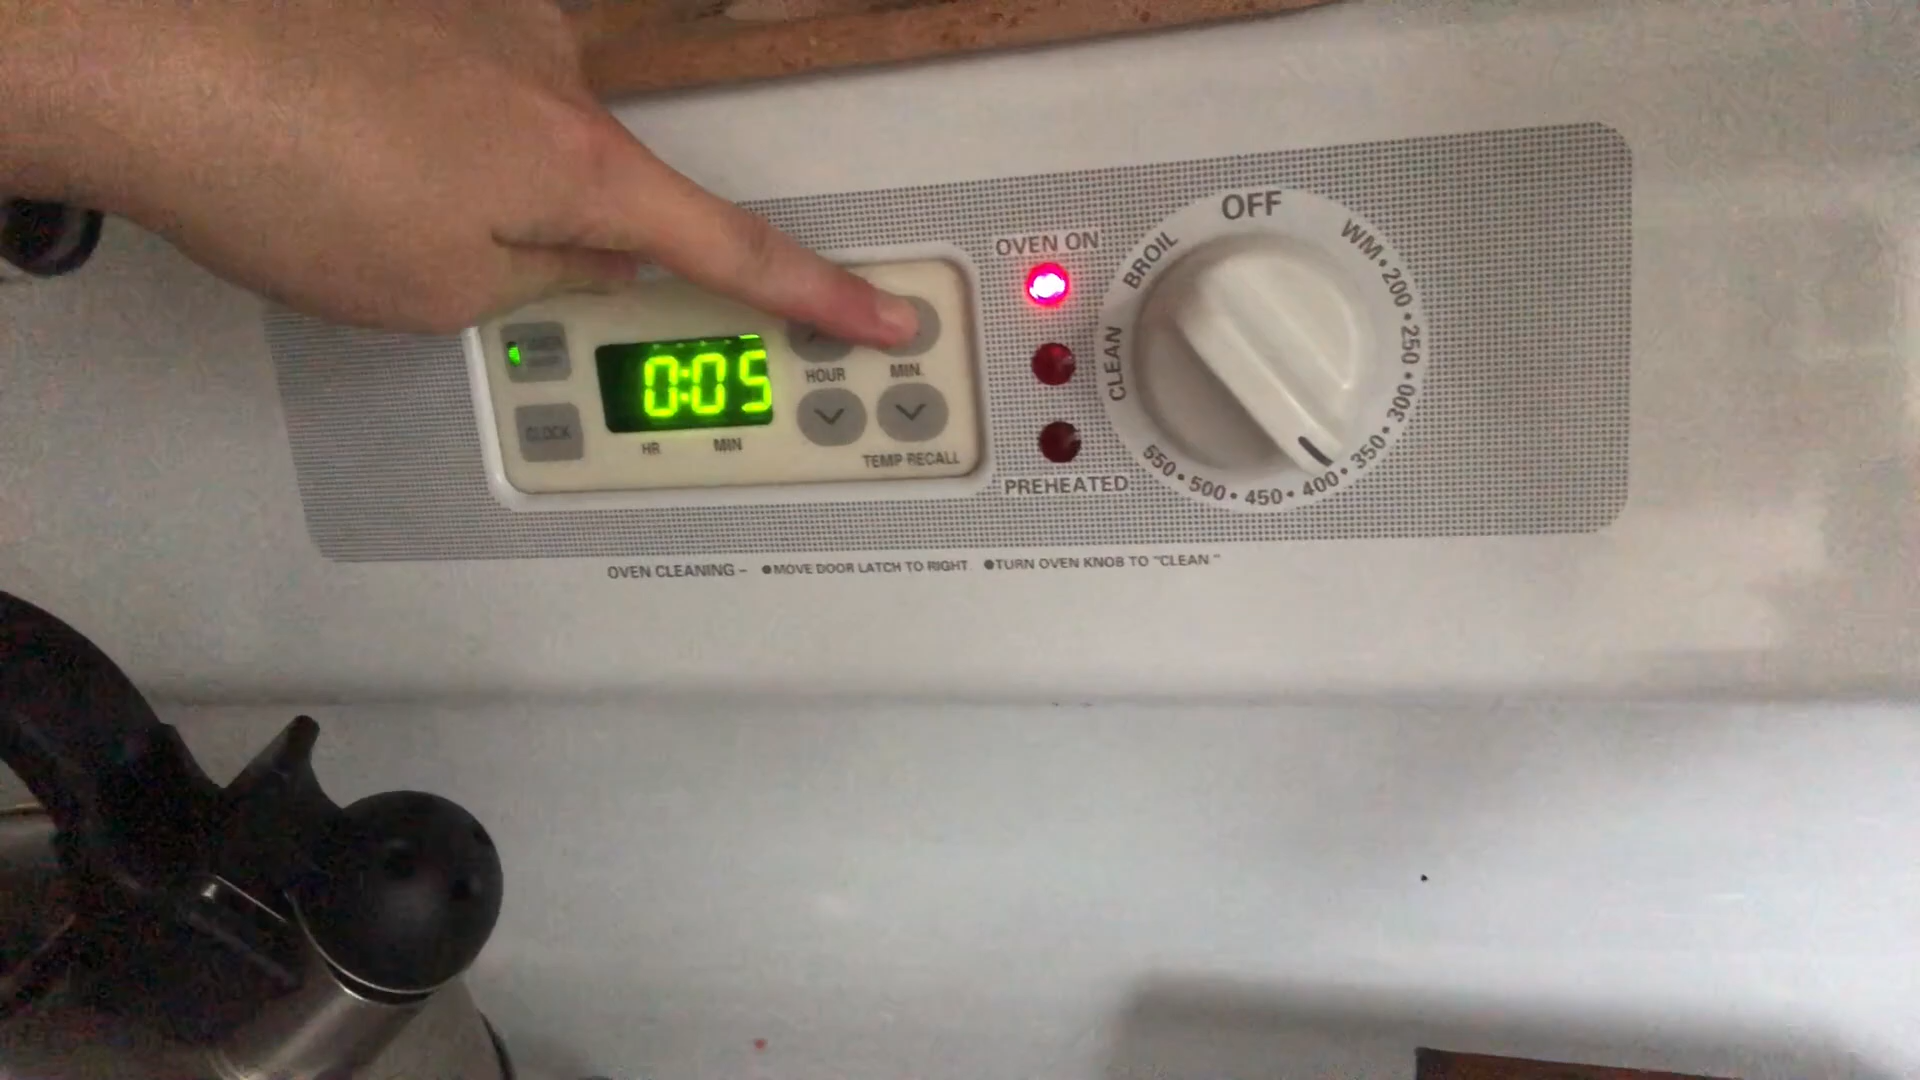 OFF
BROIL
WM • 200 • 250 • 300 • 350 • 400 • 450 • 500 • 550
CLEAN
OVEN ON
PREHEATED
CLOCK
0:05
HR MIN
HOUR
MIN.
TEMP RECALL
OVEN CLEANING – ●MOVE DOOR LATCH TO RIGHT ●TURN OVEN KNOB TO "CLEAN."